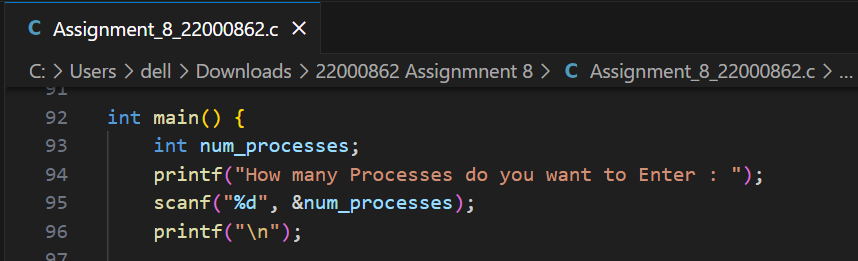 C Assignment_8_22000862.c ×
C: > Users > dell > Downloads > 22000862 Assignmnent 8 > C Assignment_8_22000862.c > ...
91
92 int main() {
93 int num_processes;
94 printf("How many Processes do you want to Enter : ");
95 scanf("%d", &num_processes);
96 printf("\n");
97